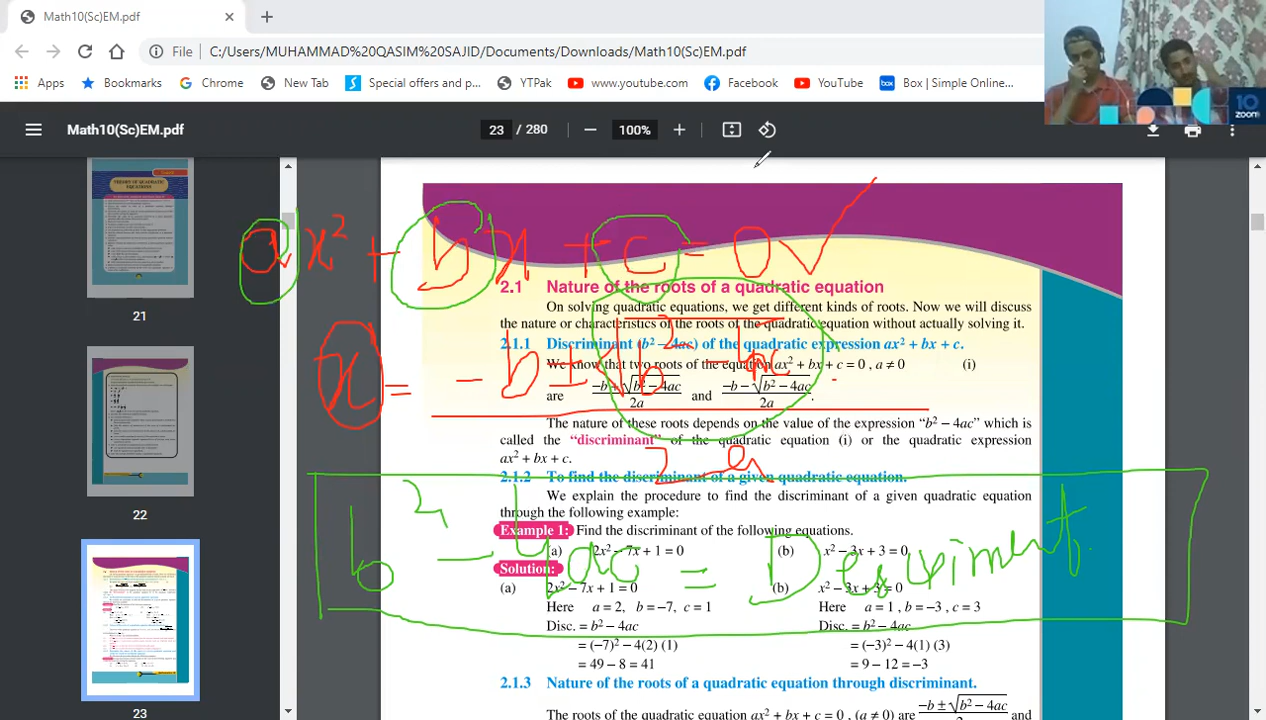 Math10(Sc)EM.pdf
File C:/Users/MUHAMMAD%20QASIM%20SAJID/Documents/Downloads/Math10(Sc)EM.pdf
Apps Bookmarks Chrome New Tab Special offers and p... YTPak www.youtube.com Facebook YouTube Box | Simple Online...
10
zoom
Math10(Sc)EM.pdf 23 / 280 100%
21
22
23
ax² + bx + c = 0
x = -b ± √b² - 4ac
2a
b² - 4ac = Descriminent
2.1 Nature of the roots of a quadratic equation
On solving quadratic equations, we get different kinds of roots. Now we will discuss
the nature or characteristics of the roots of the quadratic equation without actually solving it.
2.1.1 Discriminant (b² – 4ac) of the quadratic expression ax² + bx + c.
We know that two roots of the equation ax² + bx + c = 0 , a ≠ 0 (i)
are (–b + √b² – 4ac)/2a and (–b – √b² – 4ac)/2a.
The nature of these roots depends on the value of the expression “b² – 4ac” which is
called the “discriminant” of the quadratic equation (i) or the quadratic expression
ax² + bx + c.
2.1.2 To find the discriminant of a given quadratic equation.
We explain the procedure to find the discriminant of a given quadratic equation
through the following example:
Example 1: Find the discriminant of the following equations.
(a) 2x² – 7x + 1 = 0 (b) x² – 3x + 3 = 0
Solution:
(a) 2x² – 7x + 1 = 0 (b) x² – 3x + 3 = 0
Here a = 2, b = –7, c = 1 Here a = 1 , b = –3 , c = 3
Disc. = b² – 4ac Disc. = b² – 4ac
= (–7)² – 4(2) (1) = (–3)² – 4(1) (3)
= 49 – 8 = 41 = 9 – 12 = –3
2.1.3 Nature of the roots of a quadratic equation through discriminant.
The roots of the quadratic equation ax² + bx + c = 0 , (a ≠ 0) are –b ± √b² – 4ac and